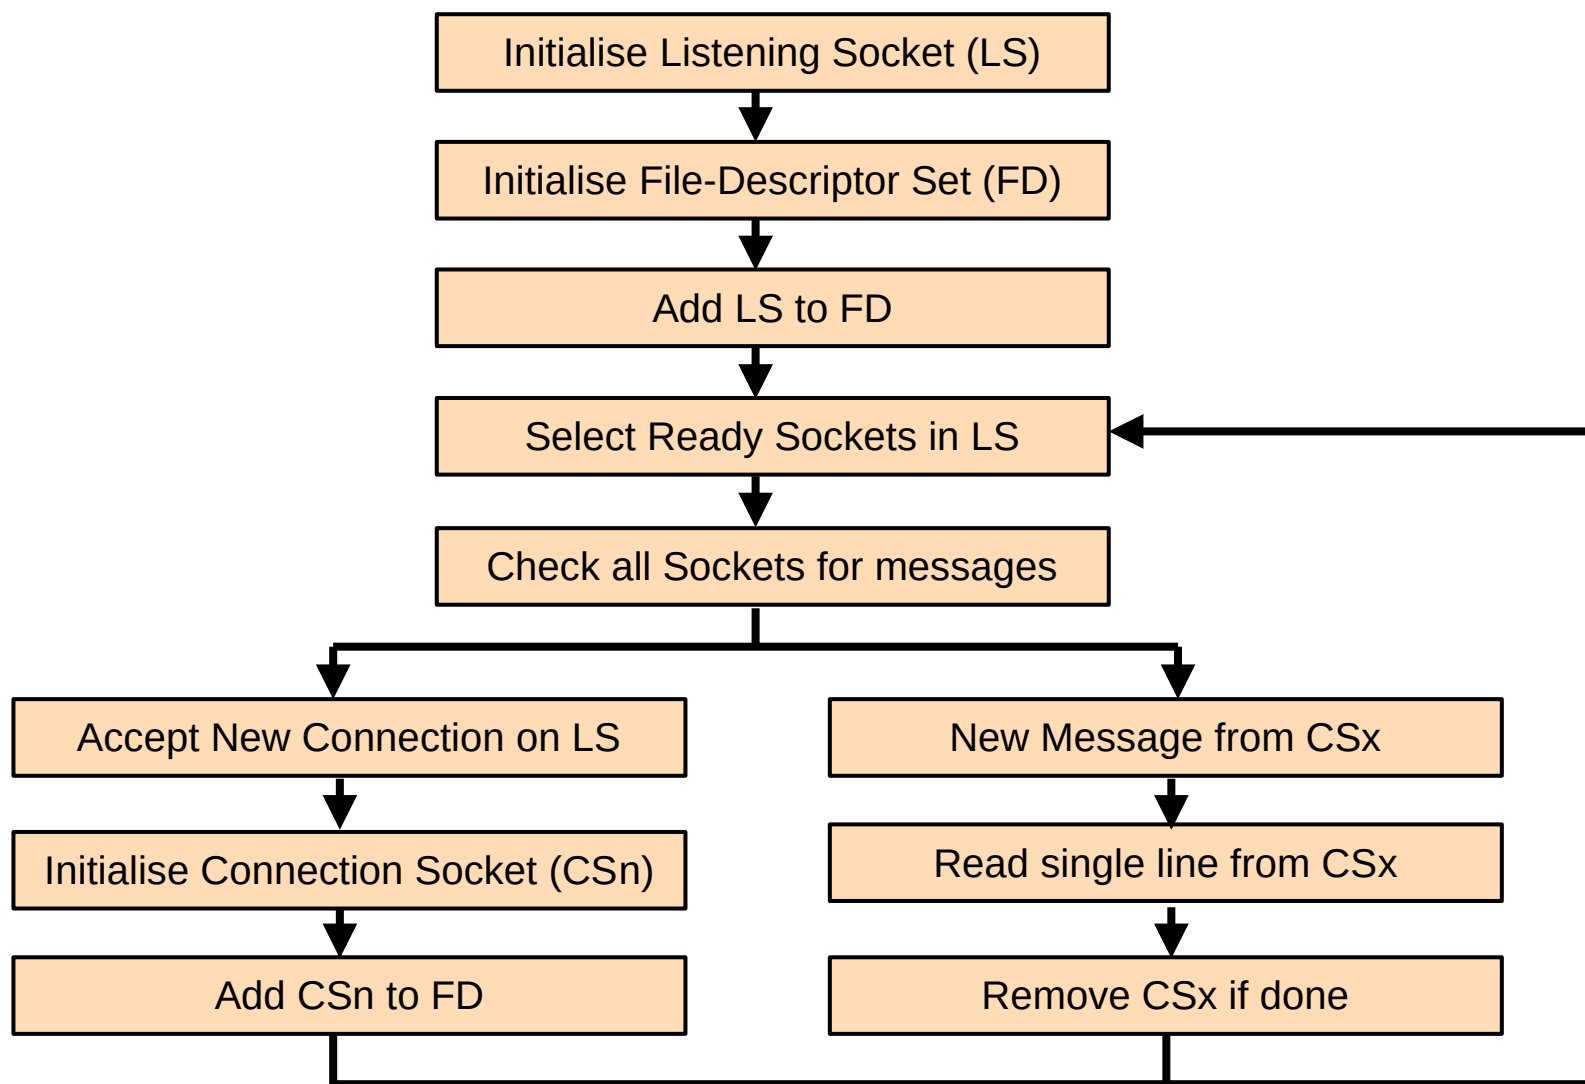 Initialise Listening Socket (LS)
Initialise File-Descriptor Set (FD)
Add LS to FD
Select Ready Sockets in LS
Check all Sockets for messages
Accept New Connection on LS
New Message from CSx
Initialise Connection Socket (CSn)
Read single line from CSx
Add CSn to FD
Remove CSx if done